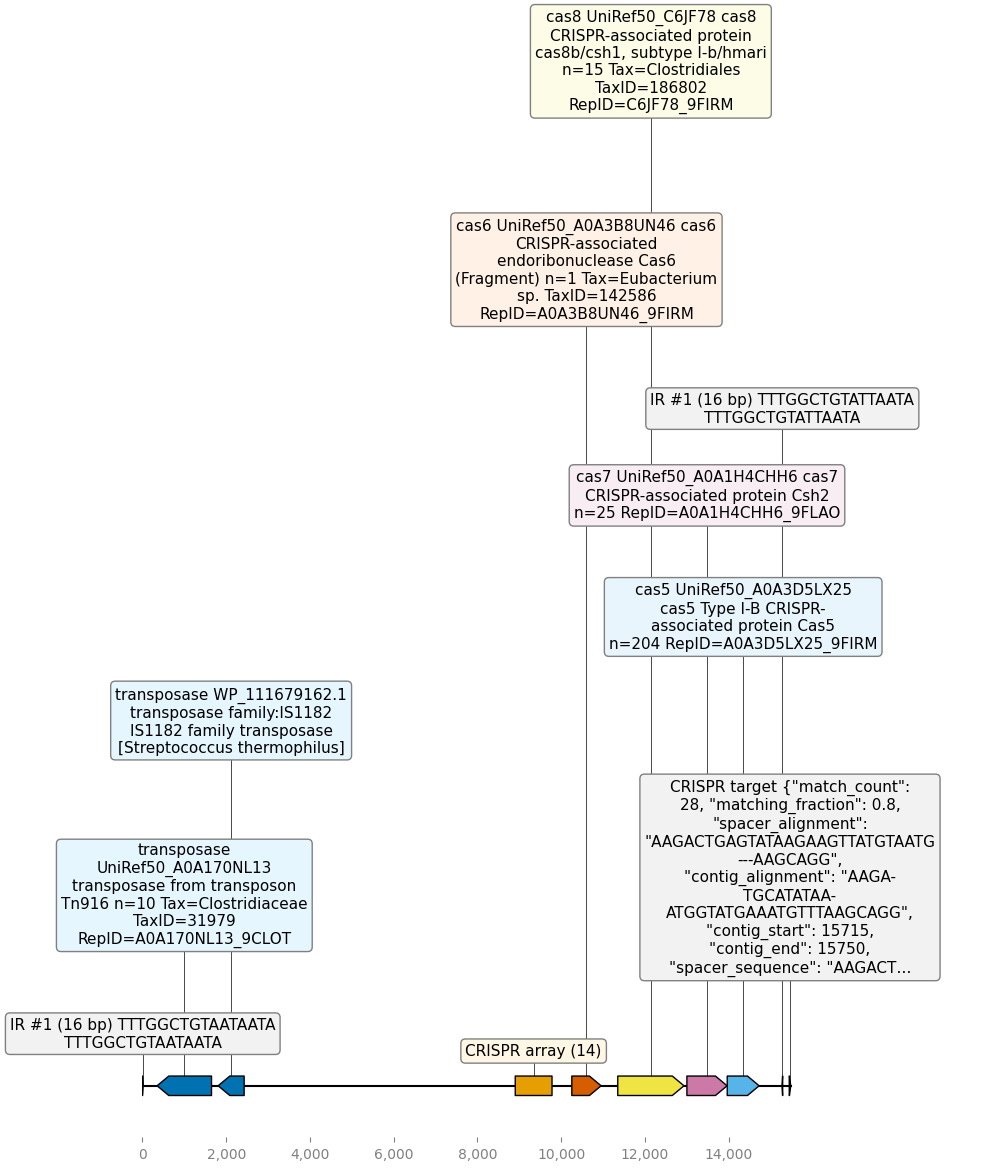 cas8 UniRef50_C6JF78 cas8
CRISPR-associated protein
cas8b/csh1, subtype I-b/hmari
n=15 Tax=Clostridiales
TaxID=186802
RepID=C6JF78_9FIRM
cas6 UniRef50_A0A3B8UN46 cas6
CRISPR-associated
endoribonuclease Cas6
(Fragment) n=1 Tax=Eubacterium
sp. TaxID=142586
RepID=A0A3B8UN46_9FIRM
IR #1 (16 bp) TTTGGCTGTATTAATA
TTTGGCTGTATTAATA
cas7 UniRef50_A0A1H4CHH6 cas7
CRISPR-associated protein Csh2
n=25 RepID=A0A1H4CHH6_9FLAO
cas5 UniRef50_A0A3D5LX25
cas5 Type I-B CRISPR-
associated protein Cas5
n=204 RepID=A0A3D5LX25_9FIRM
transposase WP_111679162.1
transposase family:IS1182
IS1182 family transposase
[Streptococcus thermophilus]
CRISPR target {"match_count":
28, "matching_fraction": 0.8,
"spacer_alignment":
"AAGACTGAGTATAAGAAGTTATGTAATG
---AAGCAGG",
"contig_alignment": "AAGA-
TGCATATAA-
ATGGTATGAAATGTTTAAGCAGG",
"contig_start": 15715,
"contig_end": 15750,
"spacer_sequence": "AAGACT...
transposase
UniRef50_A0A170NL13
transposase from transposon
Tn916 n=10 Tax=Clostridiaceae
TaxID=31979
RepID=A0A170NL13_9CLOT
IR #1 (16 bp) TTTGGCTGTAATAATA
TTTGGCTGTAATAATA
CRISPR array (14)
0
2,000
4,000
6,000
8,000
10,000
12,000
14,000